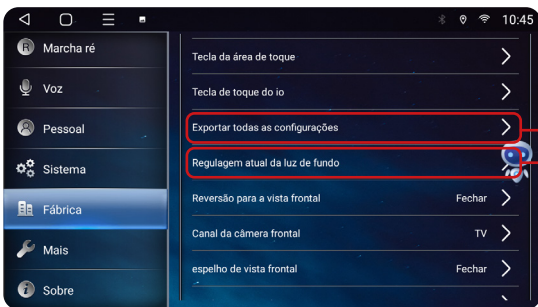 10:45
Marcha ré
Voz
Pessoal
Sistema
Fábrica
Mais
Sobre
Tecla da área de toque
Tecla de toque do io
Exportar todas as configurações
Regulagem atual da luz de fundo
Reversão para a vista frontal Fechar
Canal da câmera frontal TV
espelho de vista frontal Fechar